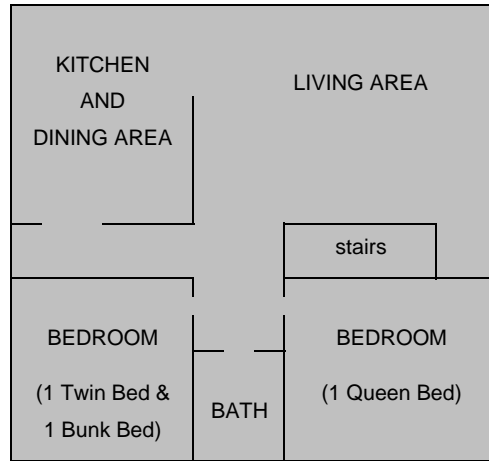 KITCHEN
AND
DINING AREA
LIVING AREA
stairs
BEDROOM
(1 Twin Bed &
1 Bunk Bed)
BATH
BEDROOM
(1 Queen Bed)